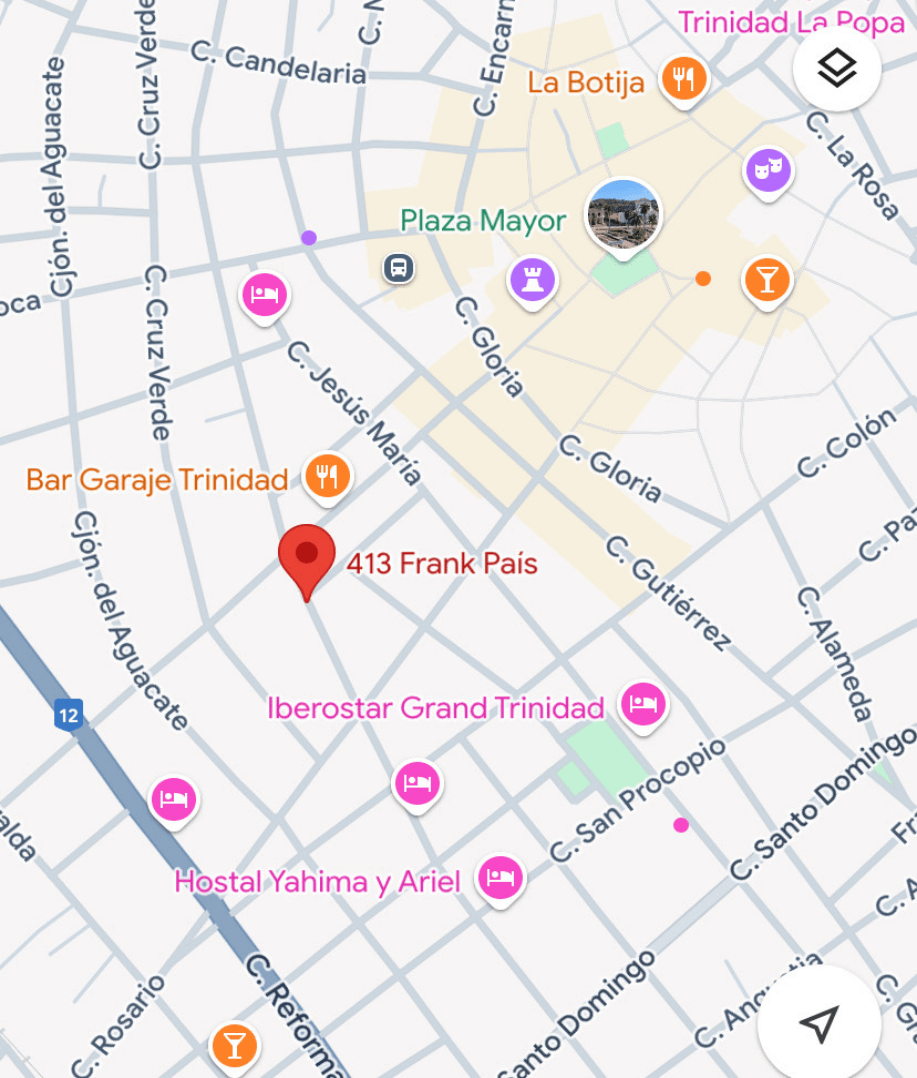 Trinidad La Popa
C. Candelaria
C. Encarn
La Botija
C. Cruz Verde
Cjón. del Aguacate
C. La Rosa
Plaza Mayor
oca
C. Cruz Verde
C. Gloria
C. Jesús María
C. Gloria
C. Colón
Bar Garaje Trinidad
413 Frank País
C. Pa
C. Gutiérrez
C. Alameda
Cjón. del Aguacate
12
Iberostar Grand Trinidad
C. San Procopio
C. Santo Domingo
alda
Hostal Yahima y Ariel
C. Rosario
C. Reforma
Santo Domingo